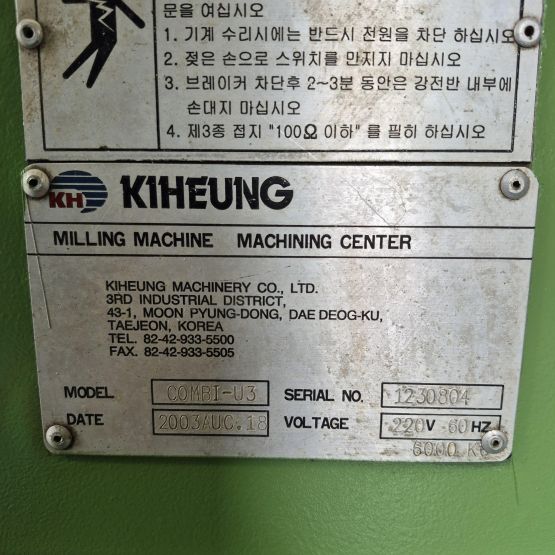 문을 여십시오
1. 기계 수리시에는 반드시 전원을 차단 하십시오
2. 젖은 손으로 스위치를 만지지 마십시오
3. 브레이커 차단후 2~3분 동안은 강전반 내부에
손대지 마십시오
4. 제3종 접지 "100Ω 이하" 를 필히 하십시오
KH KIHEUNG
MILLING MACHINE MACHINING CENTER
KIHEUNG MACHINERY CO., LTD.
3RD INDUSTRIAL DISTRICT,
43-1, MOON PYUNG-DONG, DAE DEOG-KU,
TAEJEON, KOREA
TEL. 82-42-933-5500
FAX. 82-42-933-5505
MODEL COMBI-U3 SERIAL NO. 1230804
DATE 2003AUG.18 VOLTAGE 220V 60HZ
6000